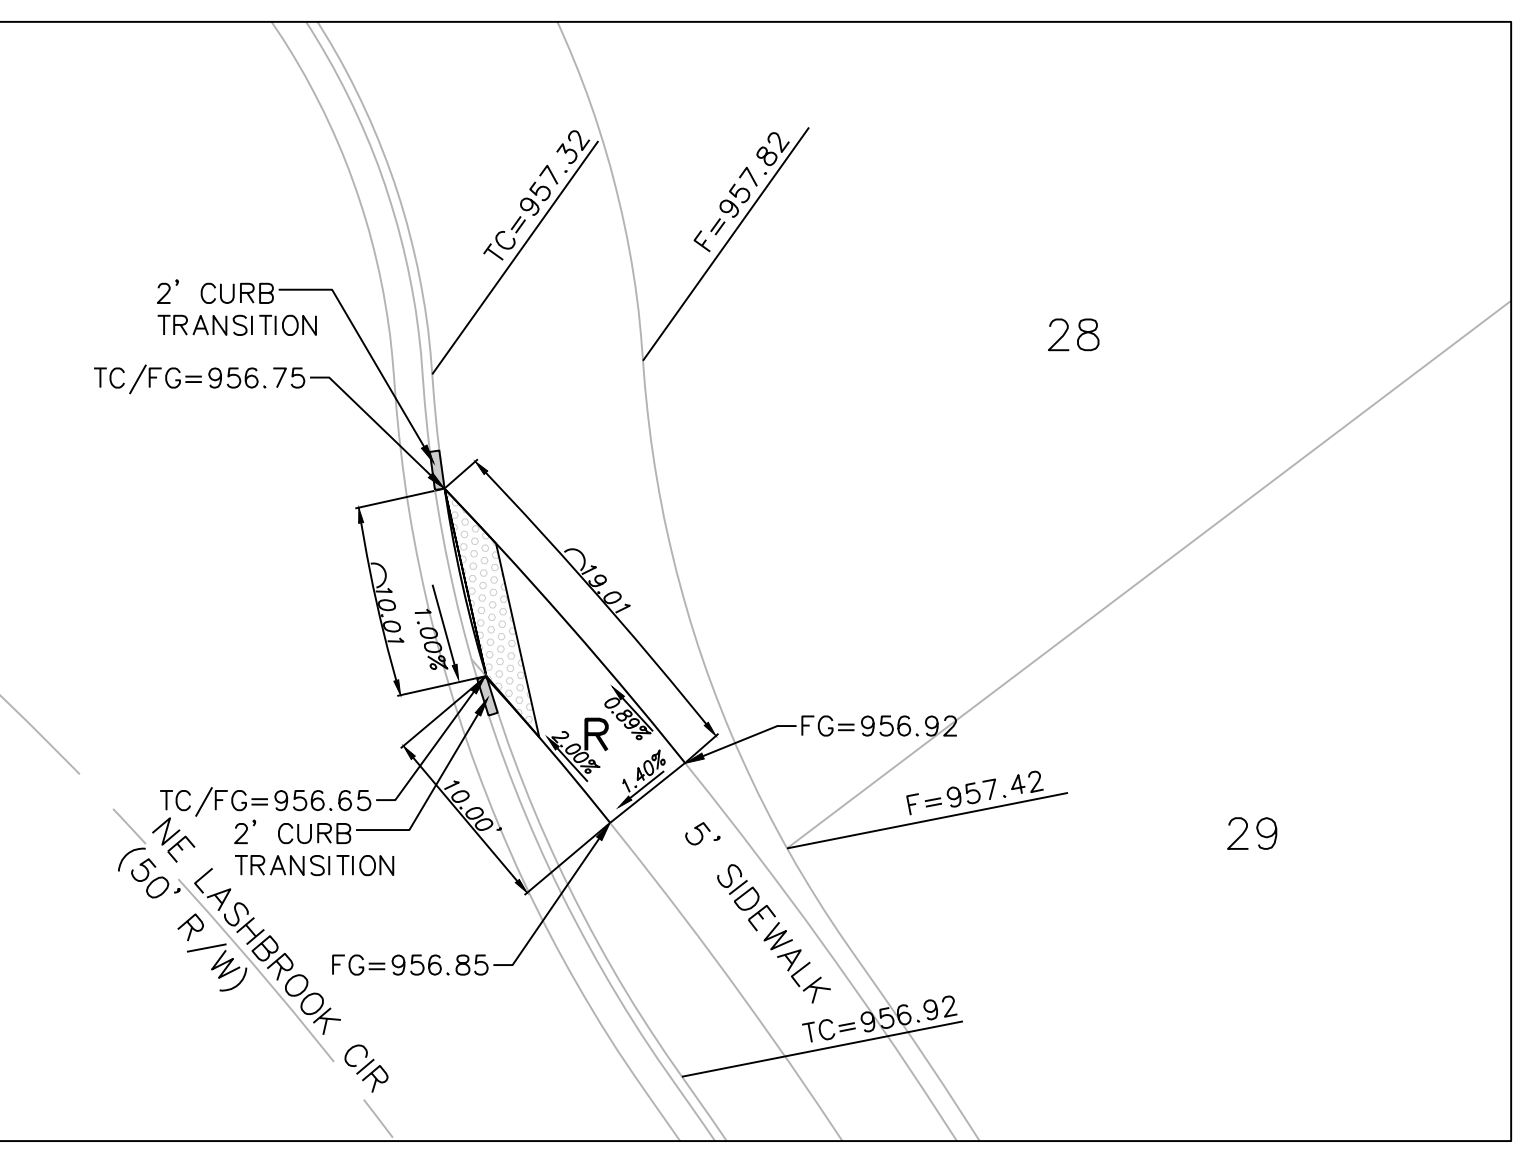 TC=957.32
F=957.82
2' CURB
TRANSITION
TC/FG=956.75
28
19.01
10.01
1.00%
0.89%
R
2.00%
1.40%
FG=956.92
TC/FG=956.65
2' CURB
TRANSITION
10.00'
F=957.42
29
5' SIDEWALK
NE LASHBROOK CIR
(50' R/W)
FG=956.85
TC=956.92